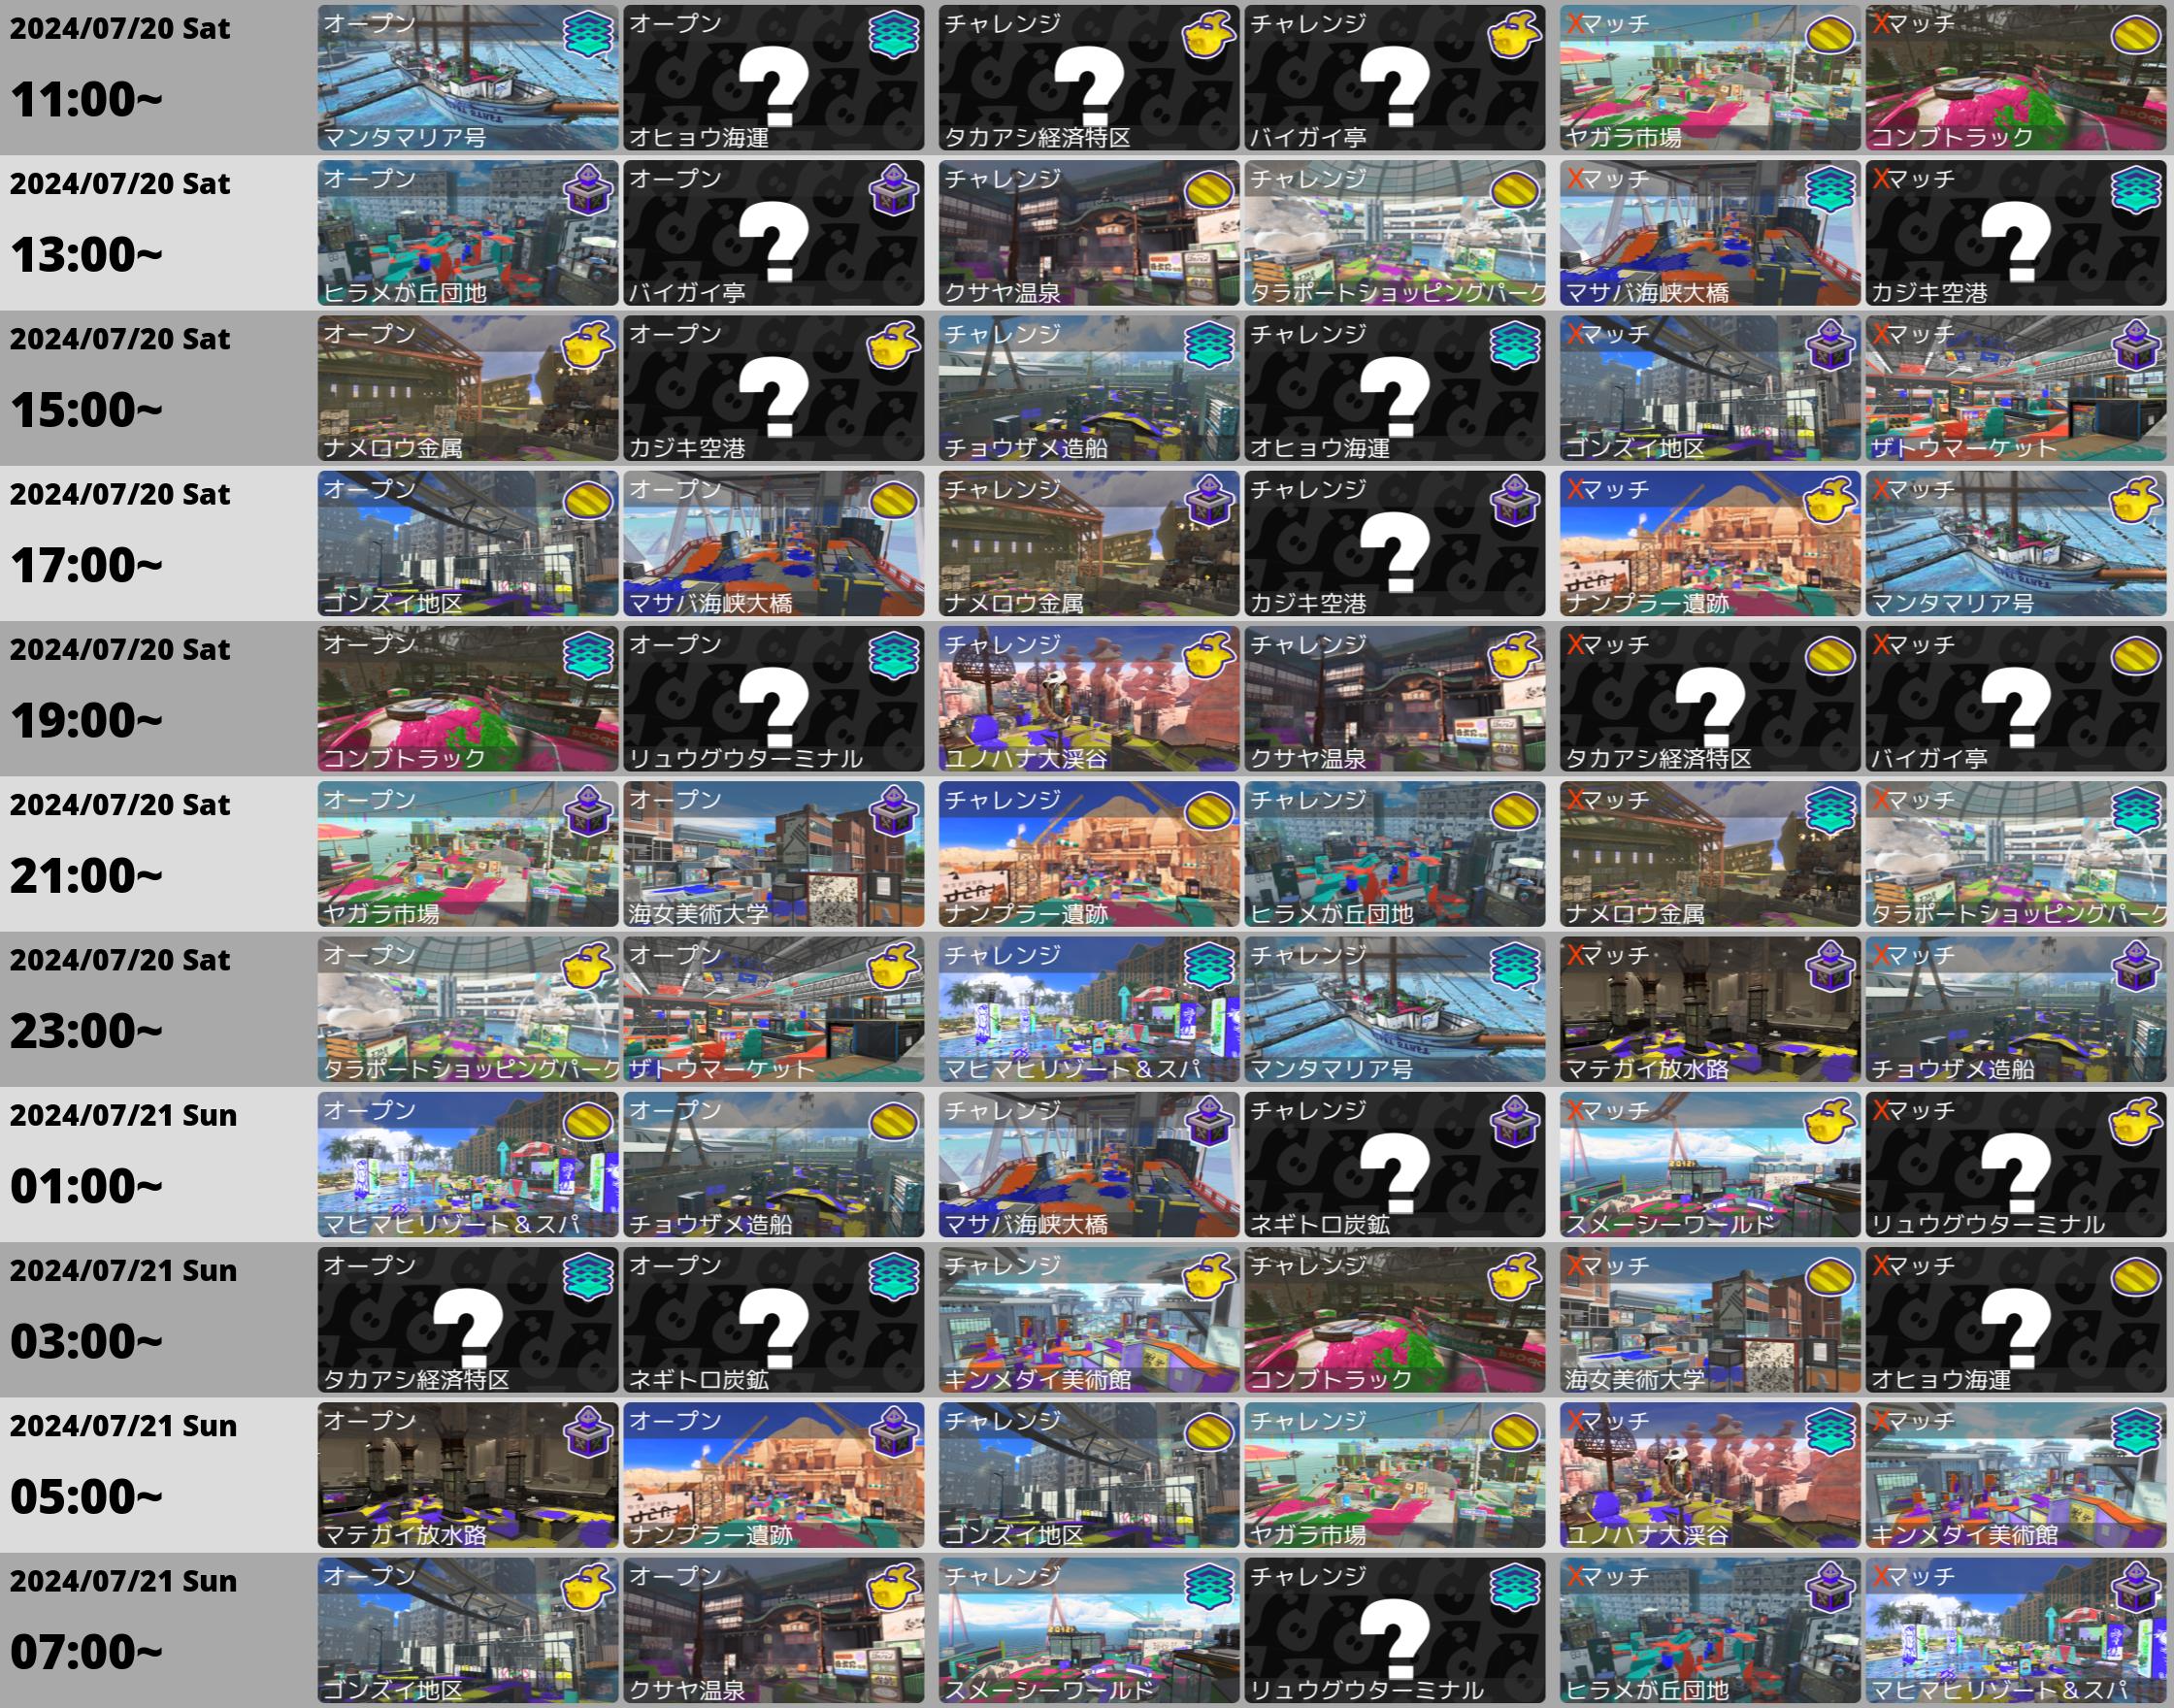 2024/07/20 Sat
11:00~
オープン オープン チャレンジ チャレンジ Xマッチ Xマッチ
マンタマリア号 オヒョウ海運 タカアシ経済特区 バイガイ亭 ヤガラ市場 コンブトラック
2024/07/20 Sat
13:00~
オープン オープン チャレンジ チャレンジ Xマッチ Xマッチ
ヒラメが丘団地 バイガイ亭 クサヤ温泉 タラポートショッピングパーク マサバ海峡大橋 カジキ空港
2024/07/20 Sat
15:00~
オープン オープン チャレンジ チャレンジ Xマッチ Xマッチ
ナメロウ金属 カジキ空港 チョウザメ造船 オヒョウ海運 ゴンズイ地区 ザトウマーケット
2024/07/20 Sat
17:00~
オープン オープン チャレンジ チャレンジ Xマッチ Xマッチ
ゴンズイ地区 マサバ海峡大橋 ナメロウ金属 カジキ空港 ナンプラー遺跡 マンタマリア号
2024/07/20 Sat
19:00~
オープン オープン チャレンジ チャレンジ Xマッチ Xマッチ
コンブトラック リュウグウターミナル ユノハナ大渓谷 クサヤ温泉 タカアシ経済特区 バイガイ亭
2024/07/20 Sat
21:00~
オープン オープン チャレンジ チャレンジ Xマッチ Xマッチ
ヤガラ市場 海女美術大学 ナンプラー遺跡 ヒラメが丘団地 ナメロウ金属 タラポートショッピングパーク
2024/07/20 Sat
23:00~
オープン オープン チャレンジ チャレンジ Xマッチ Xマッチ
タラポートショッピングパーク ザトウマーケット マヒマヒリゾート＆スパ マンタマリア号 マテガイ放水路 チョウザメ造船
2024/07/21 Sun
01:00~
オープン オープン チャレンジ チャレンジ Xマッチ Xマッチ
マヒマヒリゾート＆スパ チョウザメ造船 マサバ海峡大橋 ネギトロ炭鉱 スメーシーワールド リュウグウターミナル
2024/07/21 Sun
03:00~
オープン オープン チャレンジ チャレンジ Xマッチ Xマッチ
タカアシ経済特区 ネギトロ炭鉱 キンメダイ美術館 コンブトラック 海女美術大学 オヒョウ海運
2024/07/21 Sun
05:00~
オープン オープン チャレンジ チャレンジ Xマッチ Xマッチ
マテガイ放水路 ナンプラー遺跡 ゴンズイ地区 ヤガラ市場 ユノハナ大渓谷 キンメダイ美術館
2024/07/21 Sun
07:00~
オープン オープン チャレンジ チャレンジ Xマッチ Xマッチ
ゴンズイ地区 クサヤ温泉 スメーシーワールド リュウグウターミナル ヒラメが丘団地 マヒマヒリゾート＆スパ